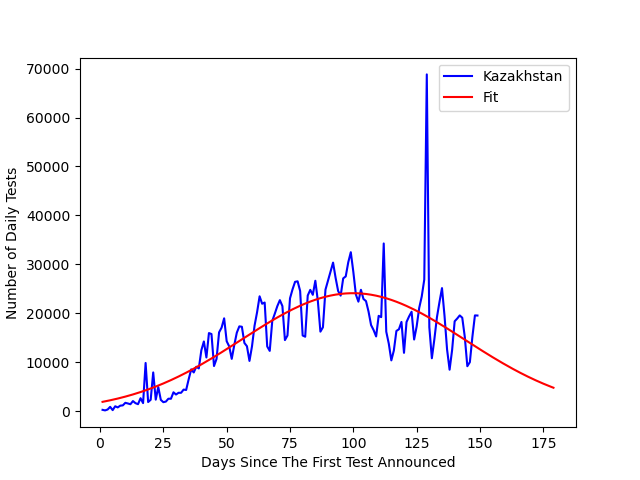 70000
60000
50000
40000
30000
20000
10000
0
Number of Daily Tests
Kazakhstan
Fit
0 25 50 75 100 125 150 175
Days Since The First Test Announced